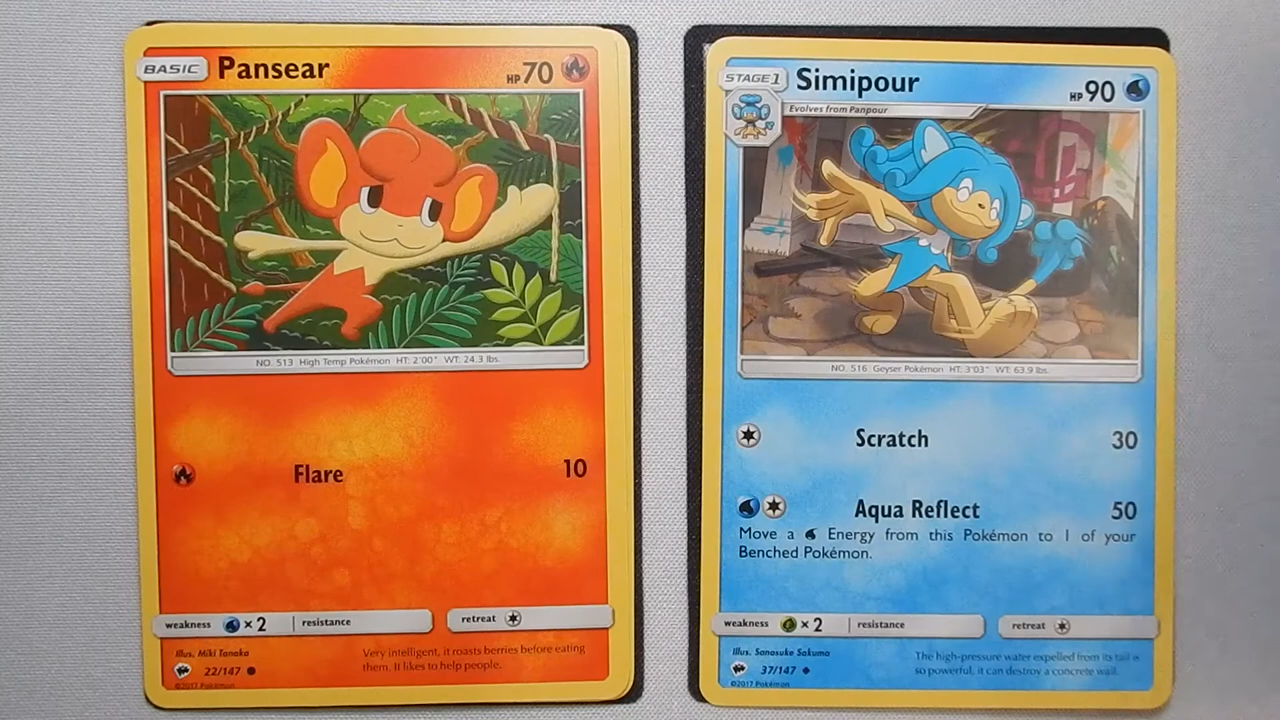 BASIC Pansear HP70
NO. 513 High Temp Pokémon HT: 2'00" WT: 24.3 lbs.
Flare 10
weakness ×2 resistance retreat
Illus. Miki Tanaka
22/147
©2017 Pokémon
Very intelligent, it roasts berries before eating
them. It likes to help people.
STAGE1 Simipour HP90
Evolves from Panpour
NO. 516 Geyser Pokémon HT: 3'03" WT: 63.9 lbs.
Scratch 30
Aqua Reflect 50
Move a Energy from this Pokémon to 1 of your
Benched Pokémon.
weakness ×2 resistance retreat
Illus. Sanosuke Sakuma
37/147
©2017 Pokémon
The high-pressure water expelled from its tail is
so powerful, it can destroy a concrete wall.